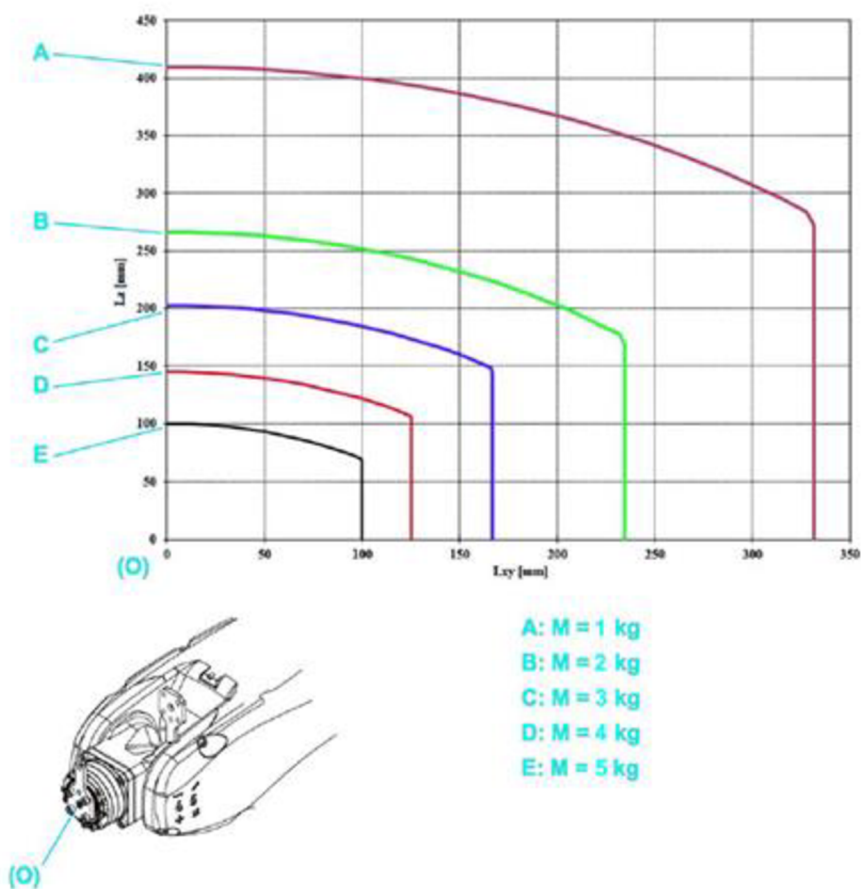 450
A
400
350
300
B
250
Lz [mm]
200
C
150
D
100
E
50
0
0 50 100 150 200 250 300 350
(O)
Lxy [mm]
A: M = 1 kg
B: M = 2 kg
C: M = 3 kg
D: M = 4 kg
E: M = 5 kg
(O)